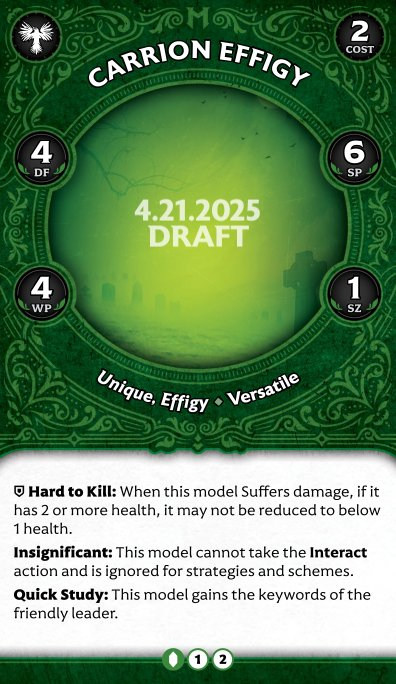 CARRION EFFIGY
2
COST
4
DF
6
SP
4.21.2025
DRAFT
4
WP
1
SZ
Unique, Effigy ◆ Versatile
Hard to Kill: When this model Suffers damage, if it
has 2 or more health, it may not be reduced to below
1 health.
Insignificant: This model cannot take the Interact
action and is ignored for strategies and schemes.
Quick Study: This model gains the keywords of the
friendly leader.
1 2